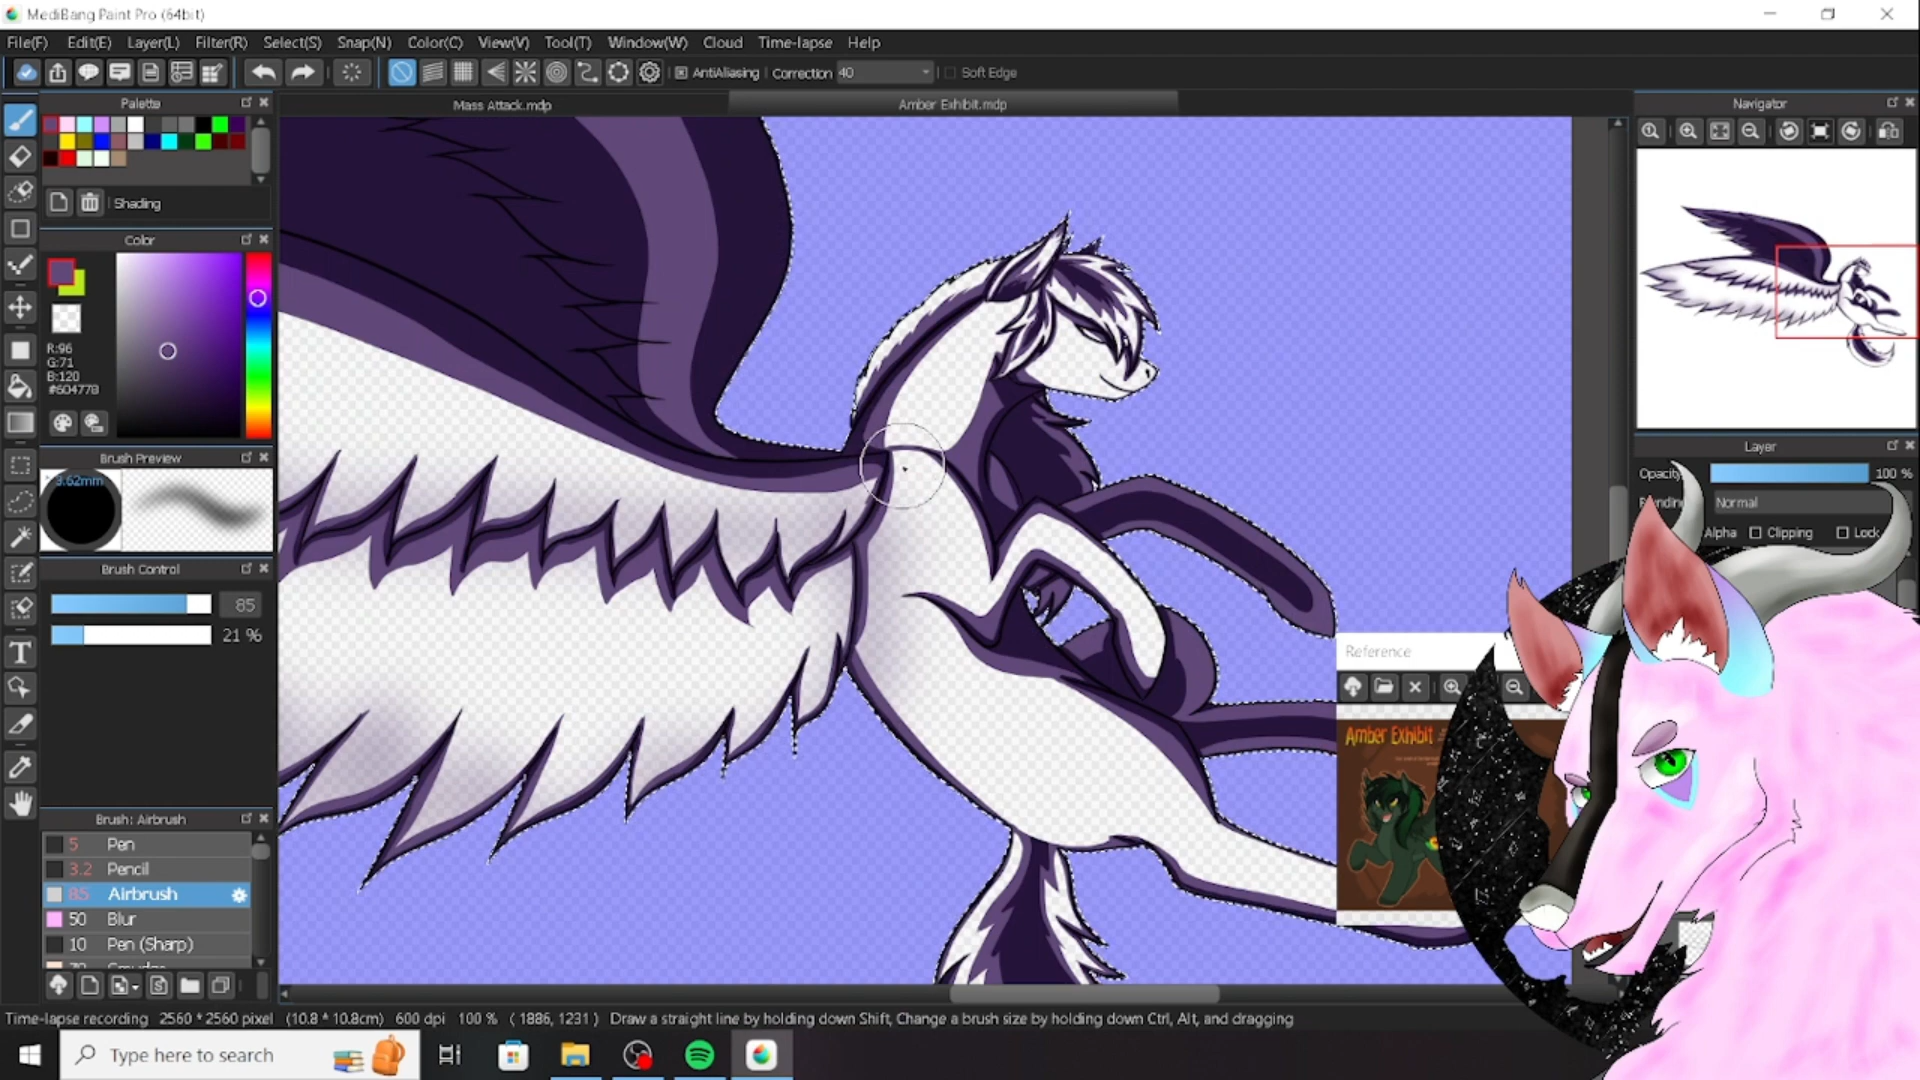 MediBang Paint Pro (64bit)
File(F) Edit(E) Layer(L) Filter(R) Select(S) Snap(N) Color(C) View(V) Tool(T) Window(W) Cloud Time-lapse Help
AntiAliasing Correction 40 Soft Edge
Palette
Mass Attack.mdp
Amber Exhibit.mdp
Navigator
Shading
Color
R:96
G:71
B:120
#604778
Brush Preview
3.62mm
Brush Control
85
21 %
Layer
Opacity 100 %
Normal
Alpha Clipping Lock
Reference
Amber Exhibit
Brush: Airbrush
5 Pen
3.2 Pencil
85 Airbrush
50 Blur
10 Pen (Sharp)
Time-lapse recording 2560 * 2560 pixel (10.8 * 10.8cm) 600 dpi 100 % ( 1886, 1231 ) Draw a straight line by holding down Shift, Change a brush size by holding down Ctrl, Alt, and dragging
Type here to search